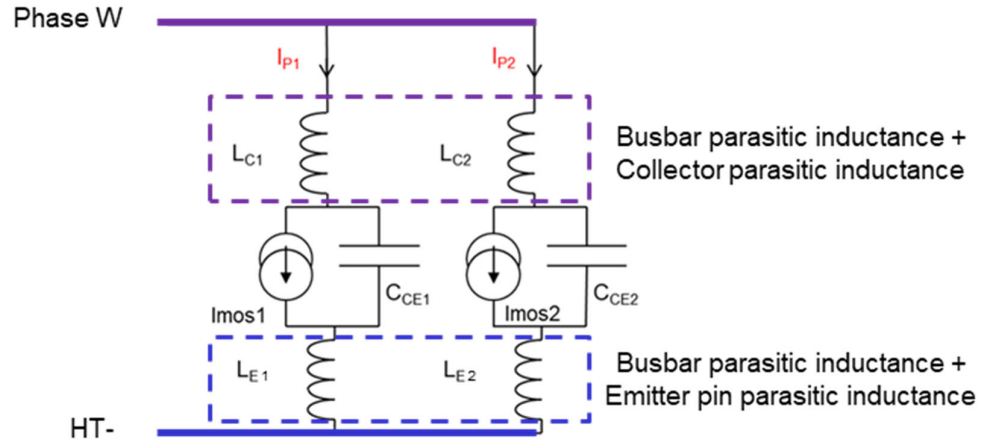 Phase W
IP1
IP2
LC1
LC2
Busbar parasitic inductance +
Collector parasitic inductance
CCE1
CCE2
Imos1
Imos2
LE1
LE2
Busbar parasitic inductance +
Emitter pin parasitic inductance
HT-